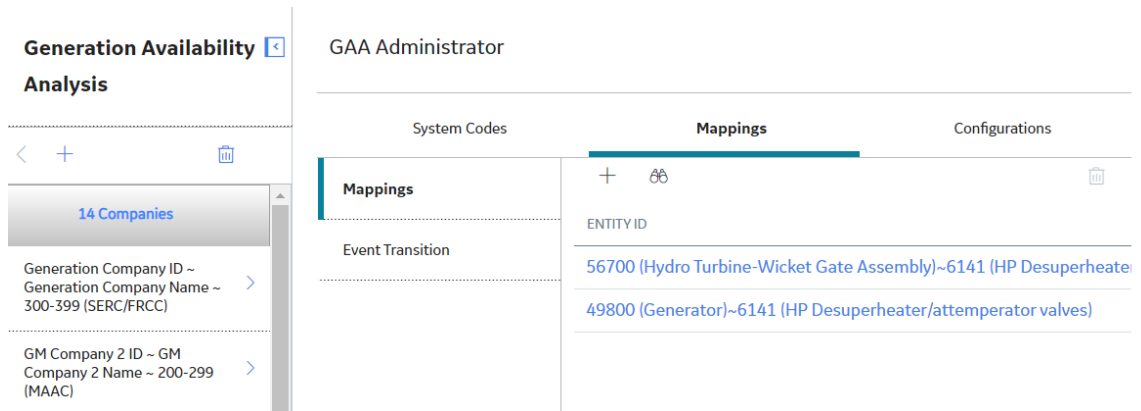 Generation Availability
Analysis
14 Companies
Generation Company ID ~
Generation Company Name ~
300-399 (SERC/FRCC)
GM Company 2 ID ~ GM
Company 2 Name ~ 200-299
(MAAC)
GAA Administrator
System Codes Mappings Configurations
Mappings
Event Transition
ENTITY ID
56700 (Hydro Turbine-Wicket Gate Assembly)~6141 (HP Desuperheater
49800 (Generator)~6141 (HP Desuperheater/attemperator valves)